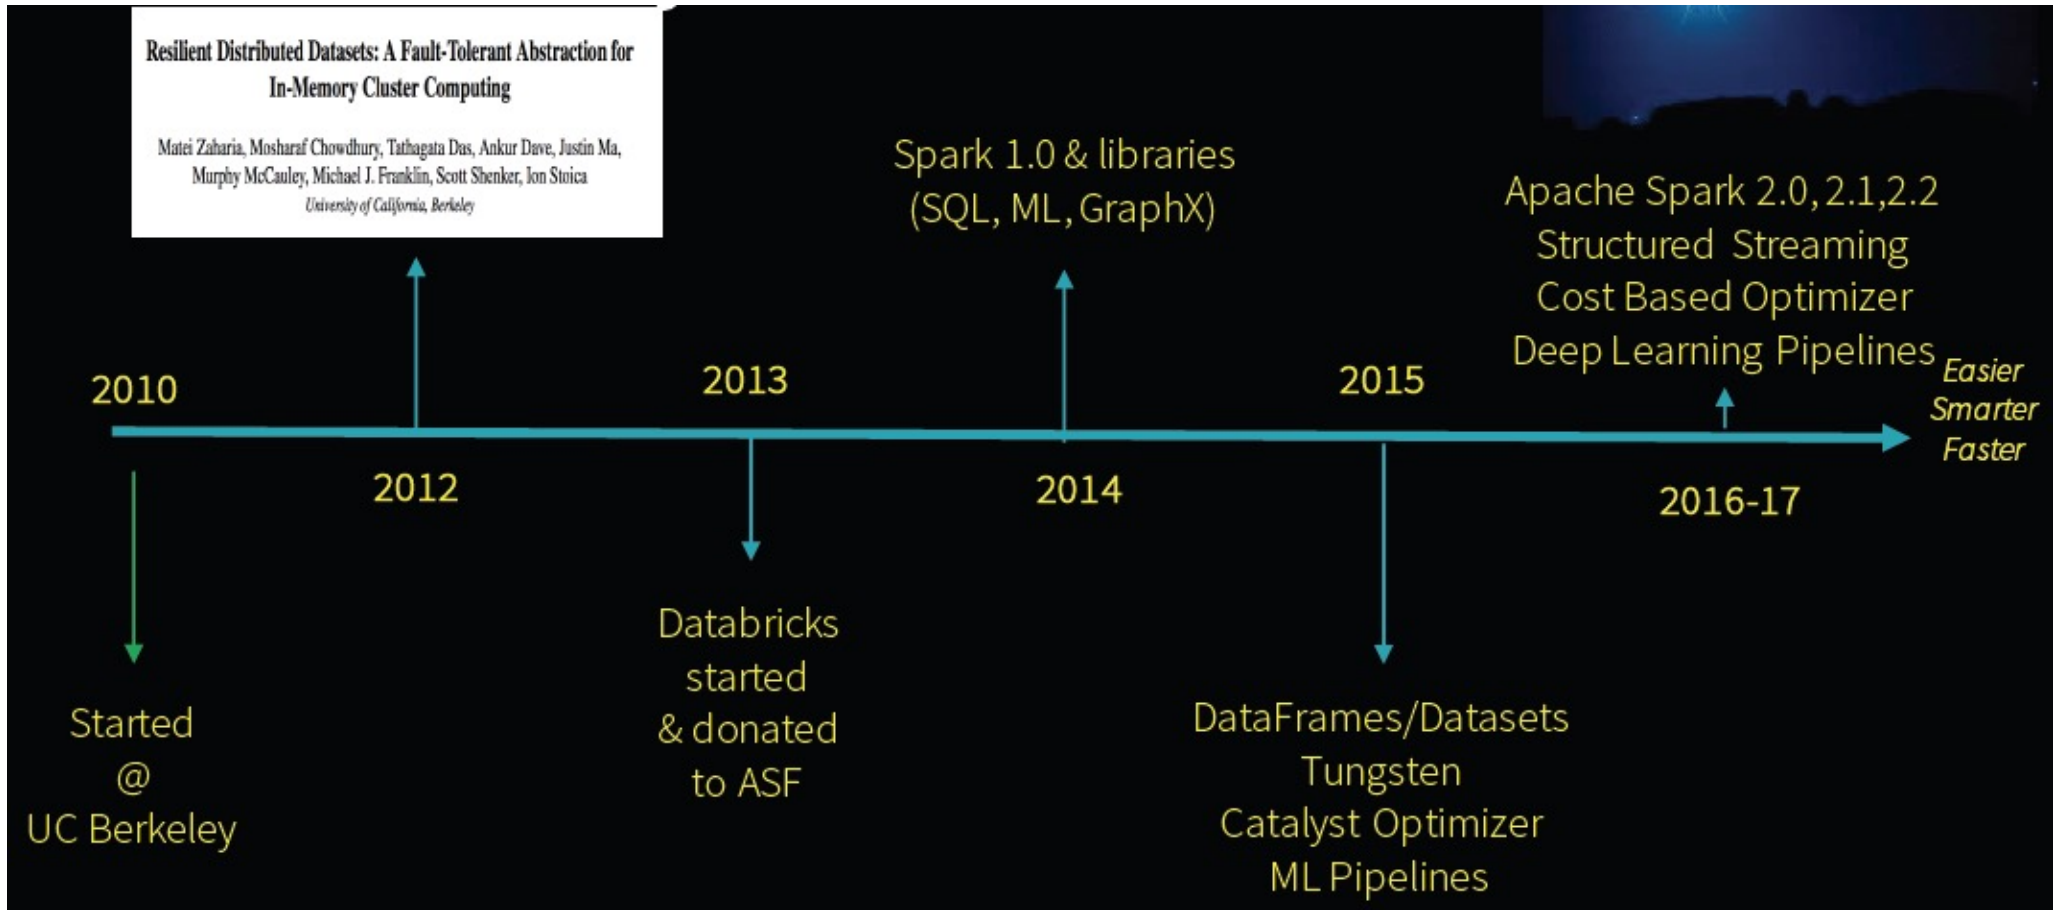 Resilient Distributed Datasets: A Fault-Tolerant Abstraction for
In-Memory Cluster Computing
Matei Zaharia, Mosharaf Chowdhury, Tathagata Das, Ankur Dave, Justin Ma,
Murphy McCauley, Michael J. Franklin, Scott Shenker, Ion Stoica
University of California, Berkeley
Spark 1.0 & libraries
(SQL, ML, GraphX)
Apache Spark 2.0, 2.1,2.2
Structured Streaming
Cost Based Optimizer
Deep Learning Pipelines
Easier
Smarter
Faster
2010
2013
2015
2012
2014
2016-17
Started
@
UC Berkeley
Databricks
started
& donated
to ASF
DataFrames/Datasets
Tungsten
Catalyst Optimizer
ML Pipelines